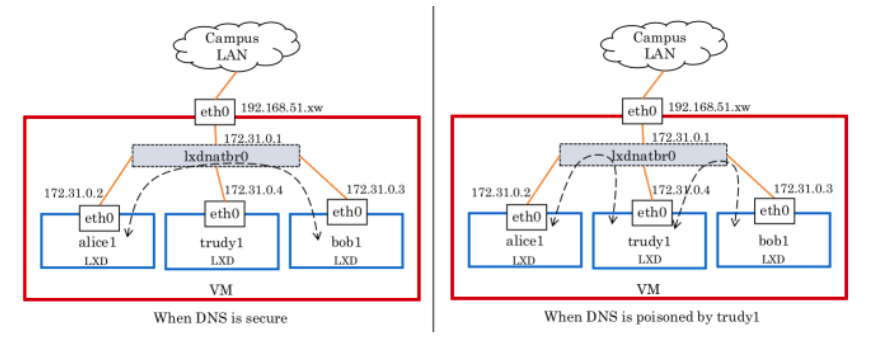 Campus
LAN
eth0 192.168.51.xw
172.31.0.1
lxdnatbr0
172.31.0.2
172.31.0.4
172.31.0.3
eth0
eth0
eth0
alice1
trudy1
bob1
LXD
LXD
LXD
VM
When DNS is secure
Campus
LAN
eth0 192.168.51.xw
172.31.0.1
lxdnatbr0
172.31.0.2
172.31.0.4
172.31.0.3
eth0
eth0
eth0
alice1
trudy1
bob1
LXD
LXD
LXD
VM
When DNS is poisoned by trudy1